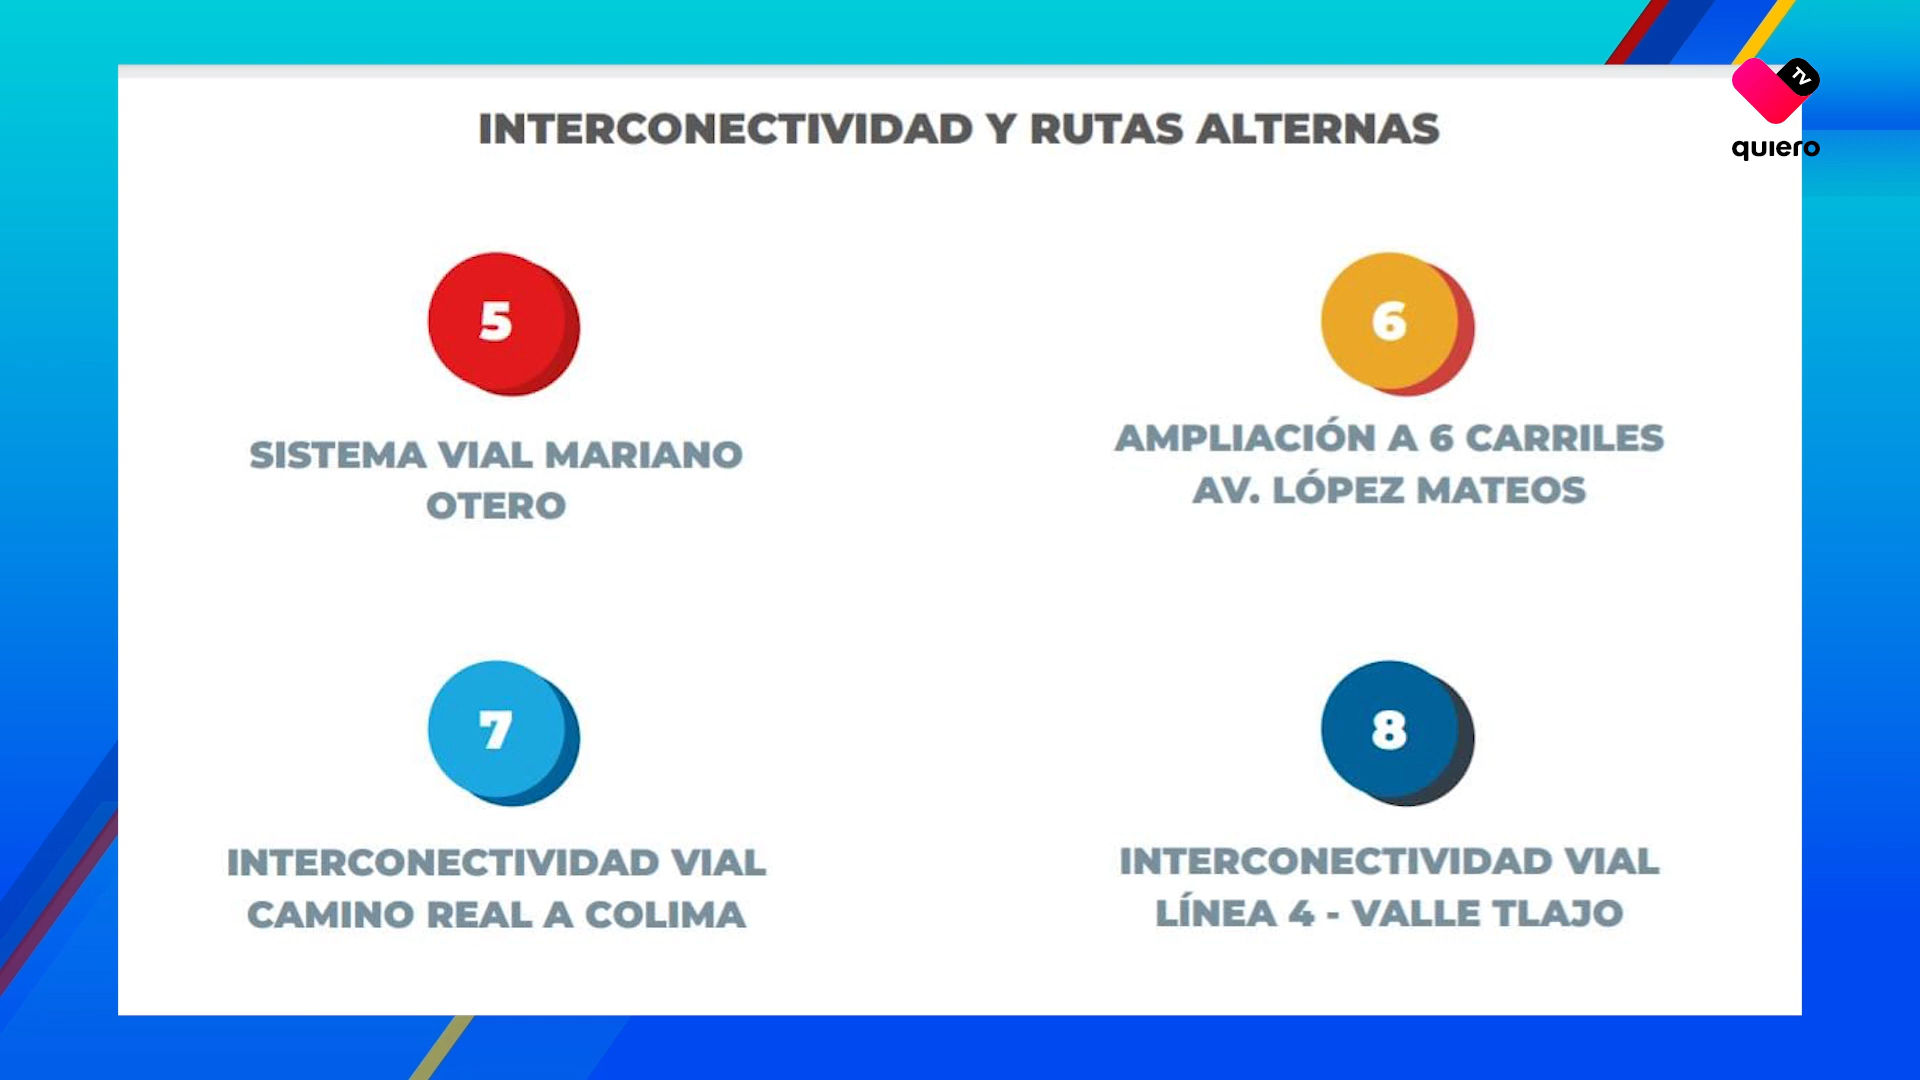 TV
quiero
INTERCONECTIVIDAD Y RUTAS ALTERNAS
5
SISTEMA VIAL MARIANO
OTERO
6
AMPLIACIÓN A 6 CARRILES
AV. LÓPEZ MATEOS
7
INTERCONECTIVIDAD VIAL
CAMINO REAL A COLIMA
8
INTERCONECTIVIDAD VIAL
LÍNEA 4 - VALLE TLAJO